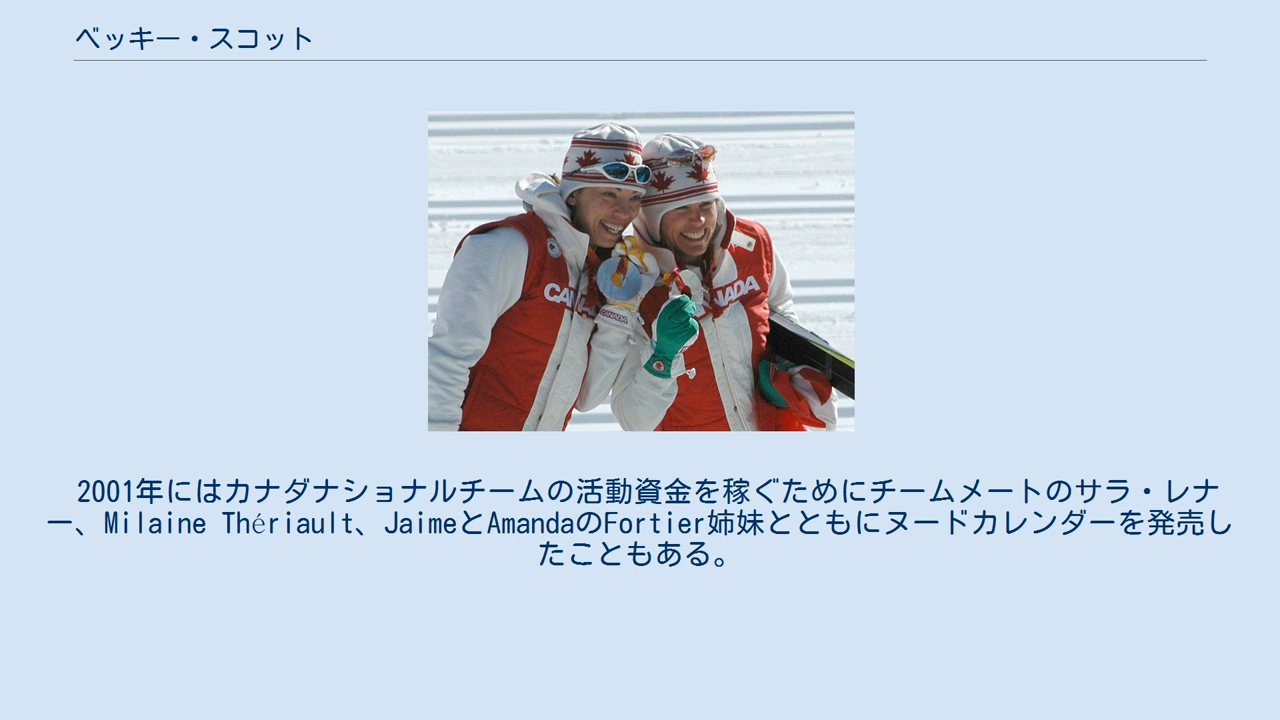 ベッキー・スコット
CANADA
CANADA
2001年にはカナダナショナルチームの活動資金を稼ぐためにチームメートのサラ・レナ
ー、Milaine Thériault、JaimeとAmandaのFortier姉妹とともにヌードカレンダーを発売し
たこともある。